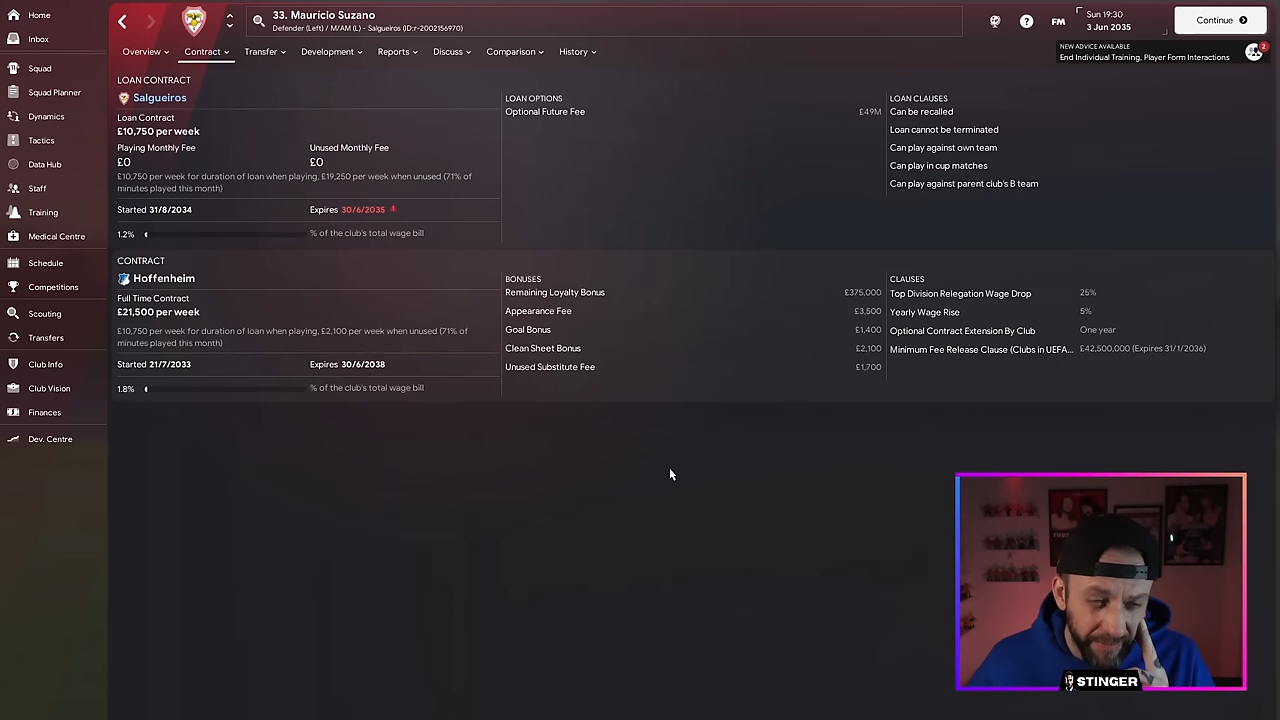 Home
Inbox
Squad
Squad Planner
Dynamics
Tactics
Data Hub
Staff
Training
Medical Centre
Schedule
Competitions
Scouting
Transfers
Club Info
Club Vision
Finances
Dev. Centre
33. Maurício Suzano
Defender (Left) / M/AM (L) - Salgueiros (ID:r-2002156970)
FM
Sun 19:30
3 Jun 2035
Continue
Overview
Contract
Transfer
Development
Reports
Discuss
Comparison
History
NEW ADVICE AVAILABLE
End Individual Training, Player Form Interactions
2
LOAN CONTRACT
Salgueiros
Loan Contract
£10,750 per week
Playing Monthly Fee
Unused Monthly Fee
£0
£0
£10,750 per week for duration of loan when playing, £19,250 per week when unused (71% of
minutes played this month)
Started 31/8/2034
Expires 30/6/2035
1.2%
% of the club's total wage bill
LOAN OPTIONS
Optional Future Fee
£49M
LOAN CLAUSES
Can be recalled
Loan cannot be terminated
Can play against own team
Can play in cup matches
Can play against parent club's B team
CONTRACT
Hoffenheim
Full Time Contract
£21,500 per week
£10,750 per week for duration of loan when playing, £2,100 per week when unused (71% of
minutes played this month)
Started 21/7/2033
Expires 30/6/2038
1.8%
% of the club's total wage bill
BONUSES
Remaining Loyalty Bonus
£375,000
Appearance Fee
£3,500
Goal Bonus
£1,400
Clean Sheet Bonus
£2,100
Unused Substitute Fee
£1,700
CLAUSES
Top Division Relegation Wage Drop
25%
Yearly Wage Rise
5%
Optional Contract Extension By Club
One year
Minimum Fee Release Clause (Clubs in UEFA...
£42,500,000 (Expires 31/1/2036)
STINGER